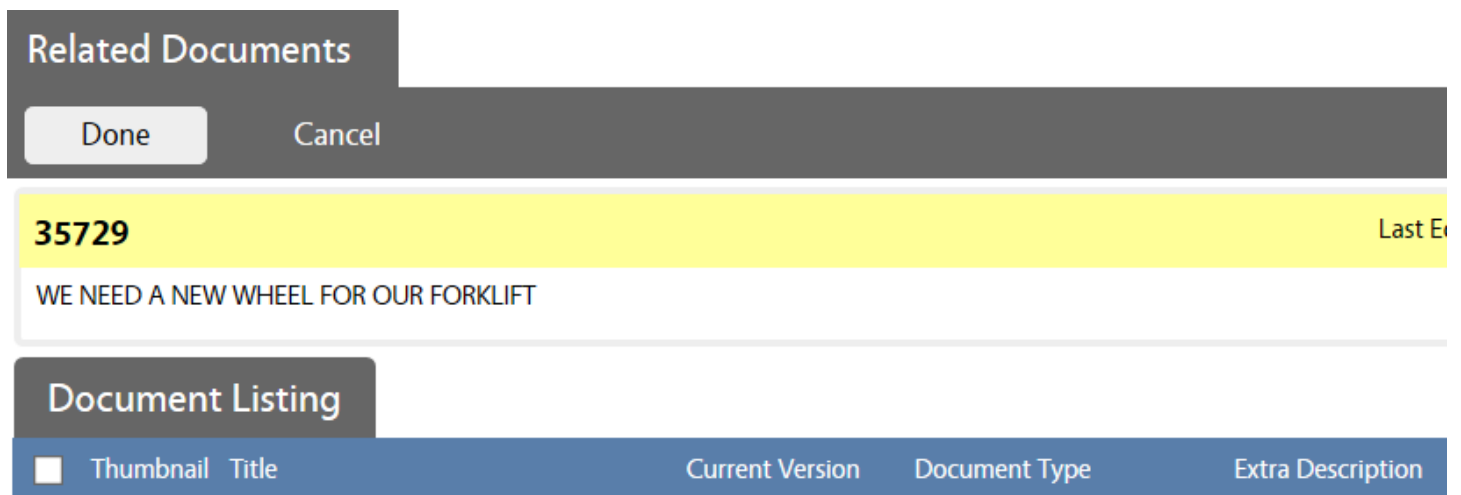 Related Documents
Done Cancel
35729 Last
WE NEED A NEW WHEEL FOR OUR FORKLIFT
Document Listing
Thumbnail Title Current Version Document Type Extra Description